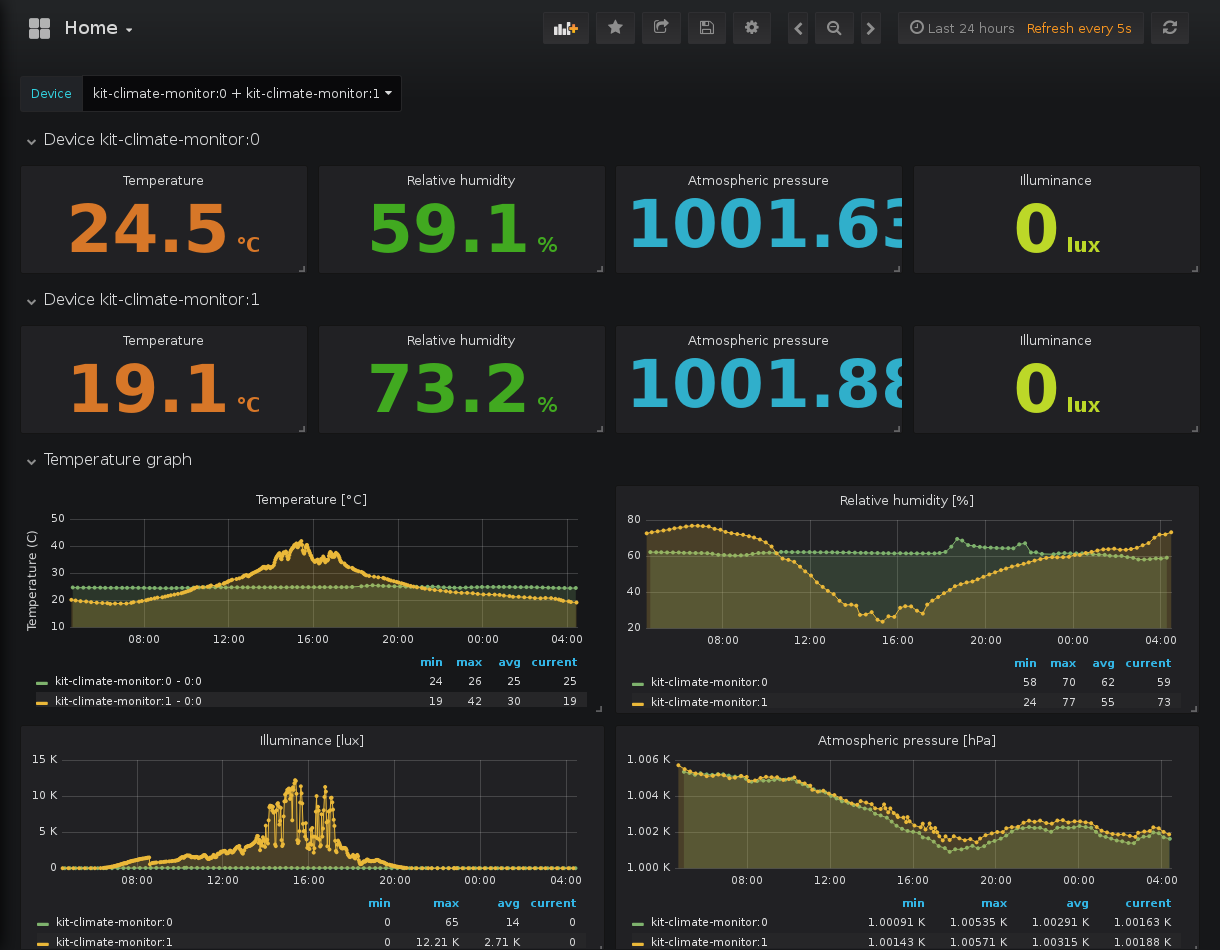 Home
Last 24 hours Refresh every 5s
Device kit-climate-monitor:0 + kit-climate-monitor:1
Device kit-climate-monitor:0
Temperature Relative humidity Atmospheric pressure Illuminance
24.5 °C 59.1 % 1001.63 0 lux
Device kit-climate-monitor:1
Temperature Relative humidity Atmospheric pressure Illuminance
19.1 °C 73.2 % 1001.88 0 lux
Temperature graph
Temperature [°C]
Temperature (C)
50
40
30
20
10
08:00 12:00 16:00 20:00 00:00 04:00
min max avg current
kit-climate-monitor:0 - 0:0 24 26 25 25
kit-climate-monitor:1 - 0:0 19 42 30 19
Relative humidity [%]
80
60
40
20
08:00 12:00 16:00 20:00 00:00 04:00
min max avg current
kit-climate-monitor:0 58 70 62 59
kit-climate-monitor:1 24 77 55 73
Illuminance [lux]
15 K
10 K
5 K
0
08:00 12:00 16:00 20:00 00:00 04:00
min max avg current
kit-climate-monitor:0 0 65 14 0
kit-climate-monitor:1 0 12.21 K 2.71 K 0
Atmospheric pressure [hPa]
1.006 K
1.004 K
1.002 K
1.000 K
08:00 12:00 16:00 20:00 00:00 04:00
min max avg current
kit-climate-monitor:0 1.00091 K 1.00535 K 1.00291 K 1.00163 K
kit-climate-monitor:1 1.00143 K 1.00571 K 1.00315 K 1.00188 K